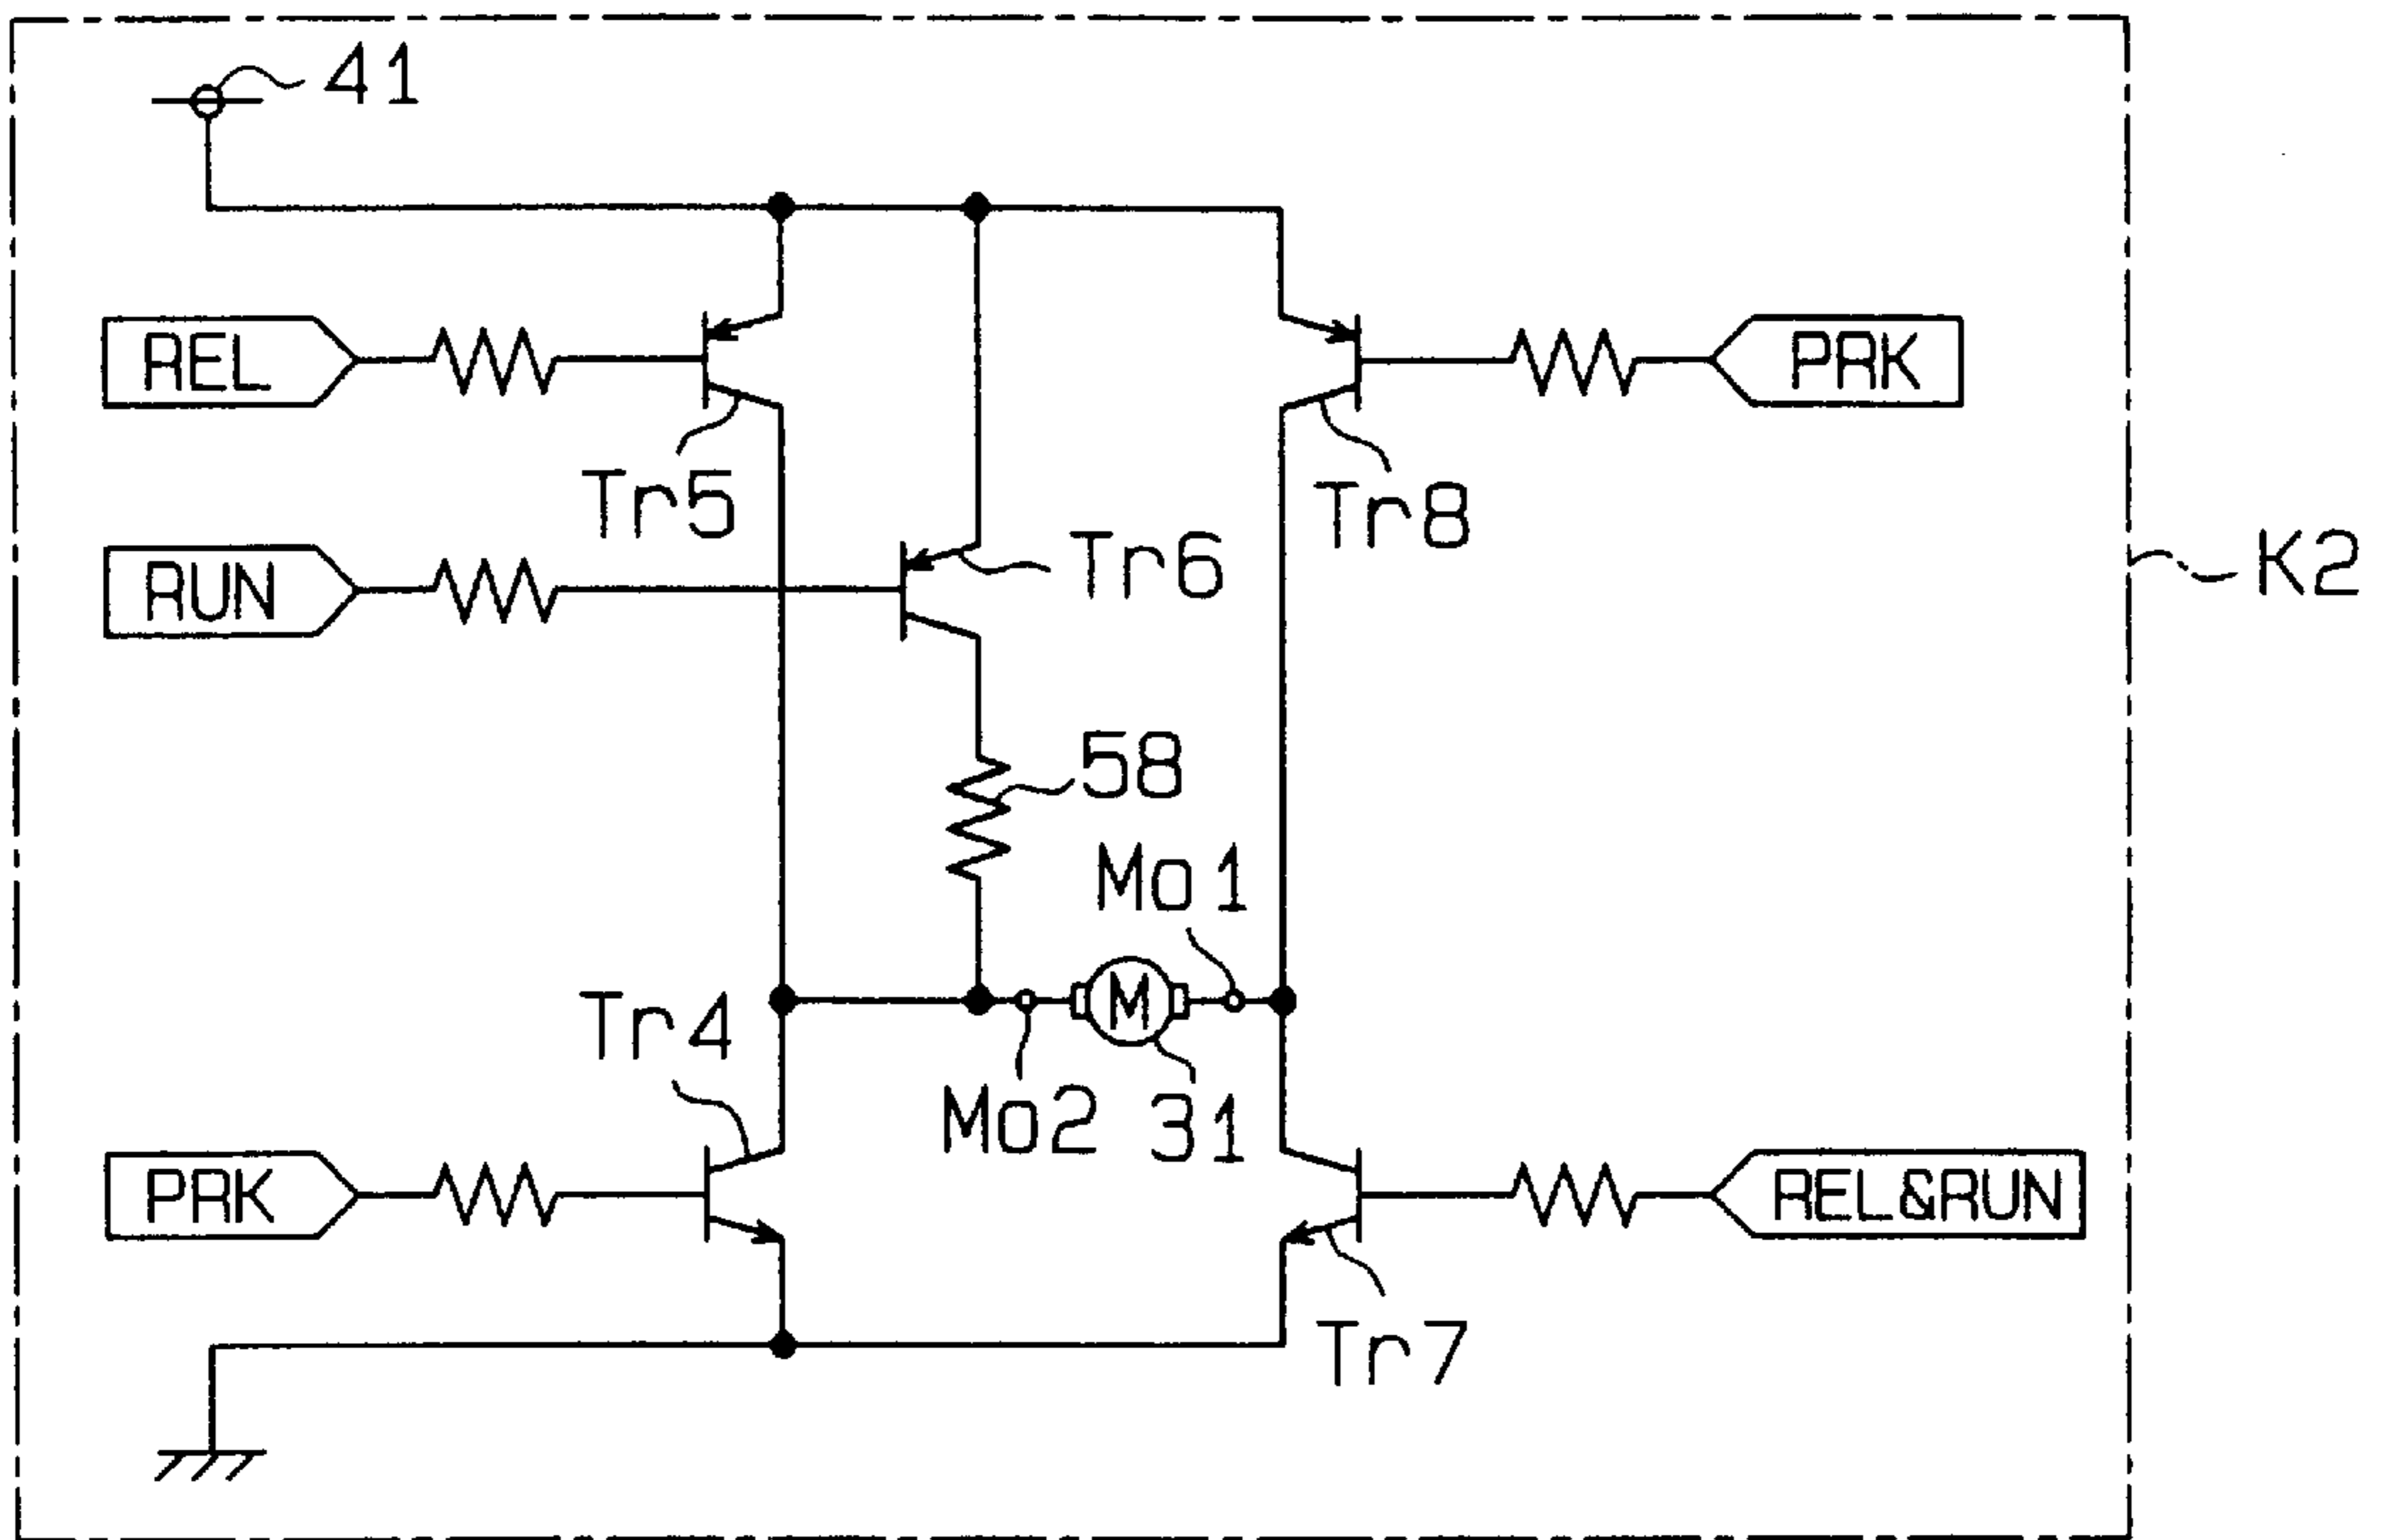 41
REL
PRK
Tr5
Tr8
RUN
Tr6
K2
58
Mo1
M
Tr4
Mo2
31
PRK
REL&RUN
Tr7